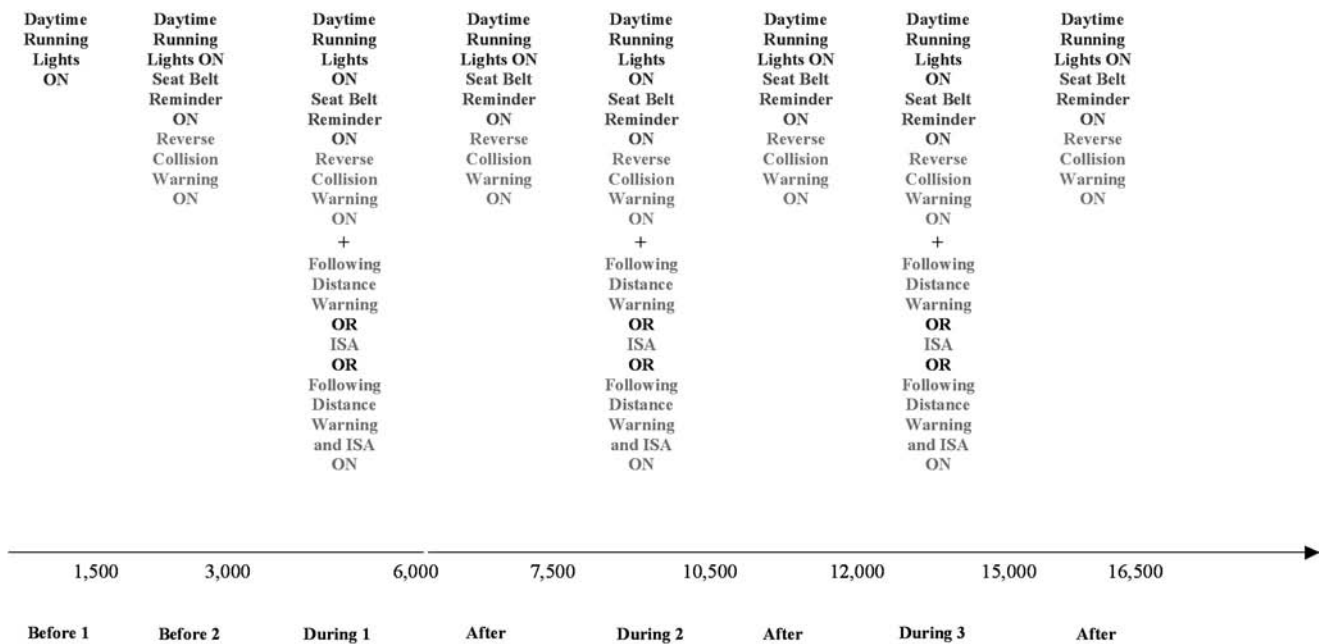 Daytime
Running
Lights
ON
Daytime
Running
Lights ON
Seat Belt
Reminder
ON
Reverse
Collision
Warning
ON
Daytime
Running
Lights
ON
Seat Belt
Reminder
ON
Reverse
Collision
Warning
ON
+
Following
Distance
Warning
OR
ISA
OR
Following
Distance
Warning
and ISA
ON
Daytime
Running
Lights ON
Seat Belt
Reminder
ON
Reverse
Collision
Warning
ON
Daytime
Running
Lights
ON
Seat Belt
Reminder
ON
Reverse
Collision
Warning
ON
+
Following
Distance
Warning
OR
ISA
OR
Following
Distance
Warning
and ISA
ON
Daytime
Running
Lights ON
Seat Belt
Reminder
ON
Reverse
Collision
Warning
ON
Daytime
Running
Lights
ON
Seat Belt
Reminder
ON
Reverse
Collision
Warning
ON
+
Following
Distance
Warning
OR
ISA
OR
Following
Distance
Warning
and ISA
ON
Daytime
Running
Lights ON
Seat Belt
Reminder
ON
Reverse
Collision
Warning
ON
1,500 3,000 6,000 7,500 10,500 12,000 15,000 16,500
Before 1 Before 2 During 1 After During 2 After During 3 After